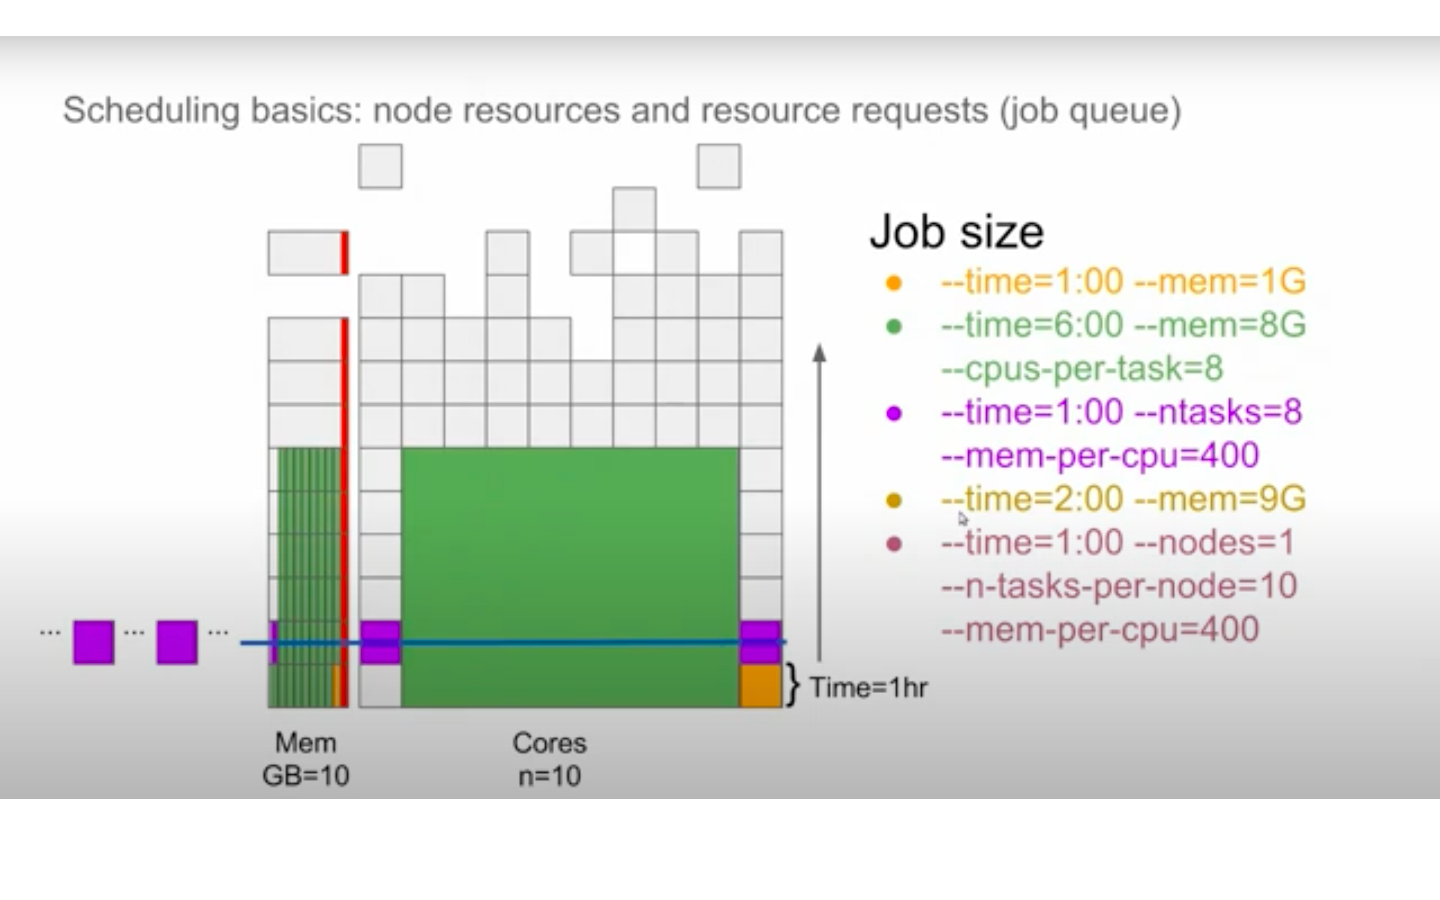 Scheduling basics: node resources and resource requests (job queue)
Job size
● --time=1:00 --mem=1G
● --time=6:00 --mem=8G
--cpus-per-task=8
● --time=1:00 --ntasks=8
--mem-per-cpu=400
● --time=2:00 --mem=9G
● --time=1:00 --nodes=1
--n-tasks-per-node=10
--mem-per-cpu=400
... ... ...
} Time=1hr
Mem
GB=10
Cores
n=10